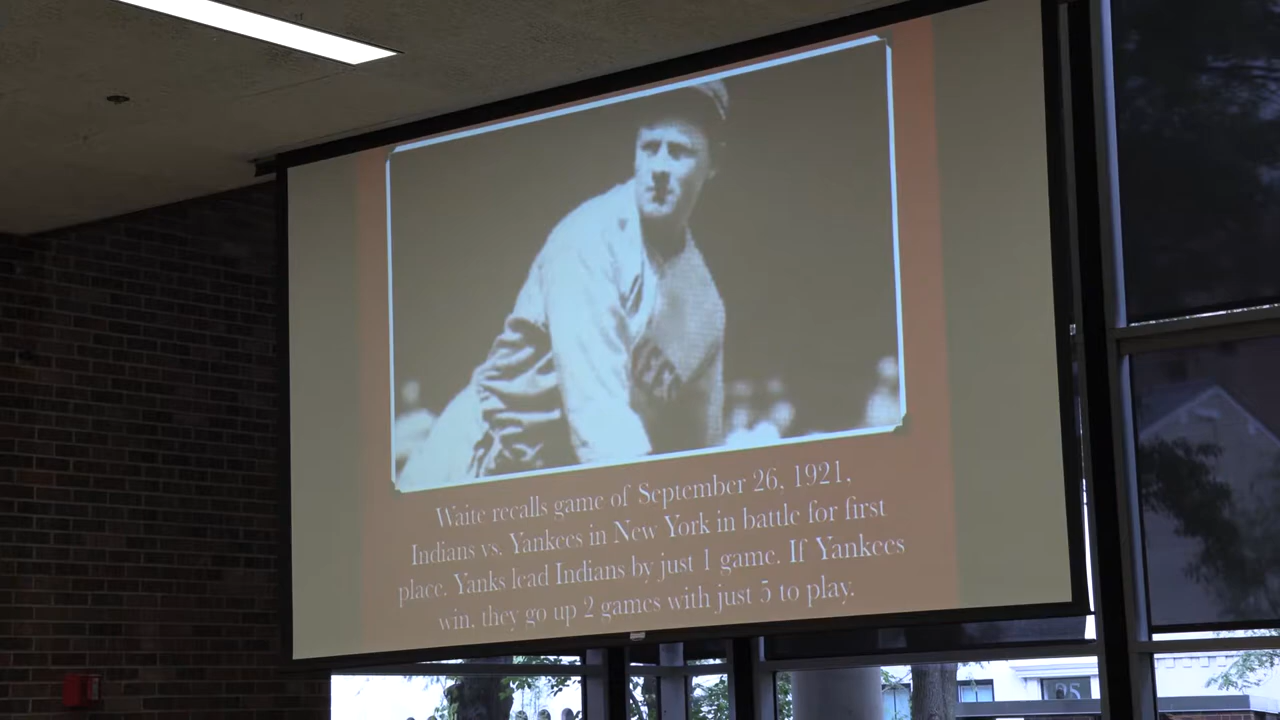 Waite recalls game of September 26, 1921,
Indians vs. Yankees in New York in battle for first
place. Yanks lead Indians by just 1 game. If Yankees
win, they go up 2 games with just 5 to play.